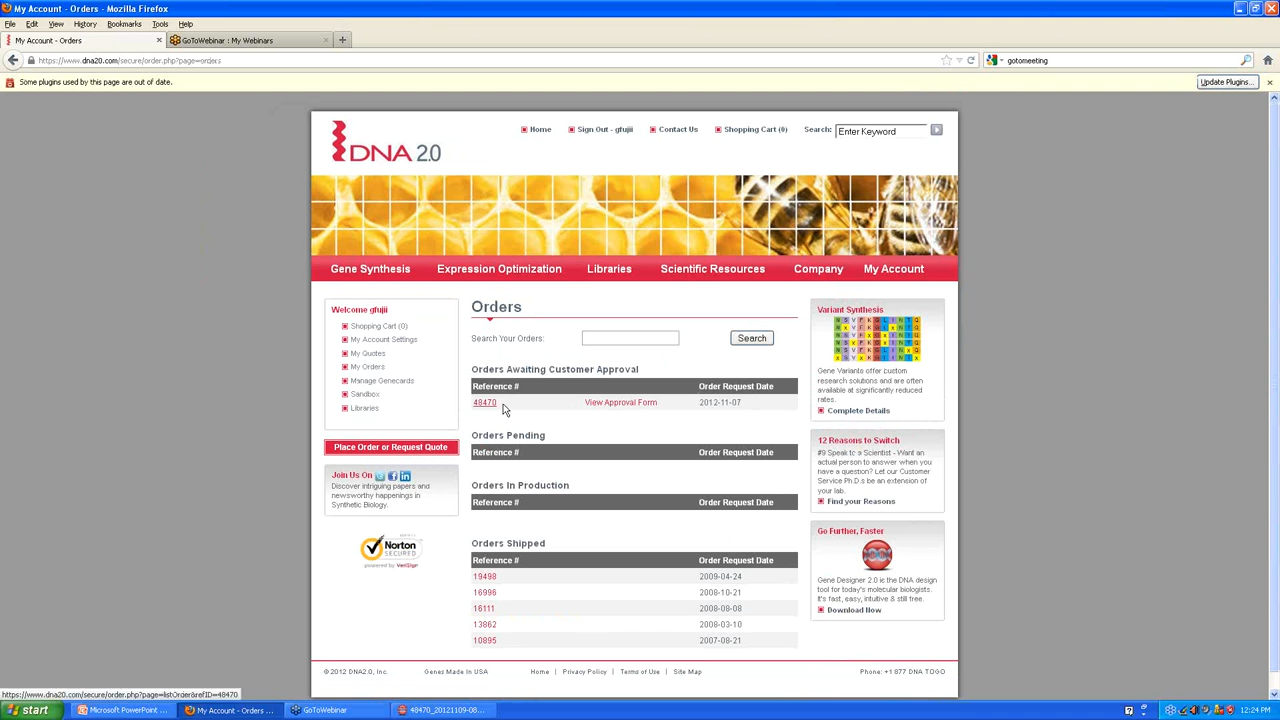 My Account - Orders - Mozilla Firefox
File Edit View History Bookmarks Tools Help
My Account - Orders
GoToWebinar : My Webinars
https://www.dna20.com/secure/order.php?page=orders
gotomeeting
Some plugins used by this page are out of date.
Update Plugins...
DNA 2.0
Home
Sign Out - gfujii
Contact Us
Shopping Cart (0)
Search:
Enter Keyword
Gene Synthesis
Expression Optimization
Libraries
Scientific Resources
Company
My Account
Welcome gfujii
Shopping Cart (0)
My Account Settings
My Quotes
My Orders
Manage Genecards
Sandbox
Libraries
Place Order or Request Quote
Join Us On
Discover intriguing papers and
newsworthy happenings in
Synthetic Biology.
Norton
SECURED
powered by VeriSign
Orders
Search Your Orders:
Search
Orders Awaiting Customer Approval
Reference # Order Request Date
48470 View Approval Form 2012-11-07
Orders Pending
Reference # Order Request Date
Orders In Production
Reference # Order Request Date
Orders Shipped
Reference # Order Request Date
19498 2009-04-24
16996 2008-10-21
16111 2008-08-08
13862 2008-03-10
10895 2007-08-21
Variant Synthesis
Gene Variants offer custom
research solutions and are often
available at significantly reduced
rates.
Complete Details
12 Reasons to Switch
#9 Speak to a Scientist - Want an
actual person to answer when you
have a question? Let our Customer
Service Ph.D.s be an extension of
your lab.
Find your Reasons
Go Further, Faster
Gene Designer 2.0 is the DNA design
tool for today's molecular biologists.
It's fast, easy, intuitive & still free.
Download Now
© 2012 DNA2.0, Inc. Genes Made In USA Home Privacy Policy Terms of Use Site Map Phone: +1 877 DNA TOGO
https://www.dna20.com/secure/order.php?page=listOrder&refID=48470
start
Microsoft PowerPoint ...
My Account - Orders ...
GoToWebinar
48470_20121109-08...
12:24 PM